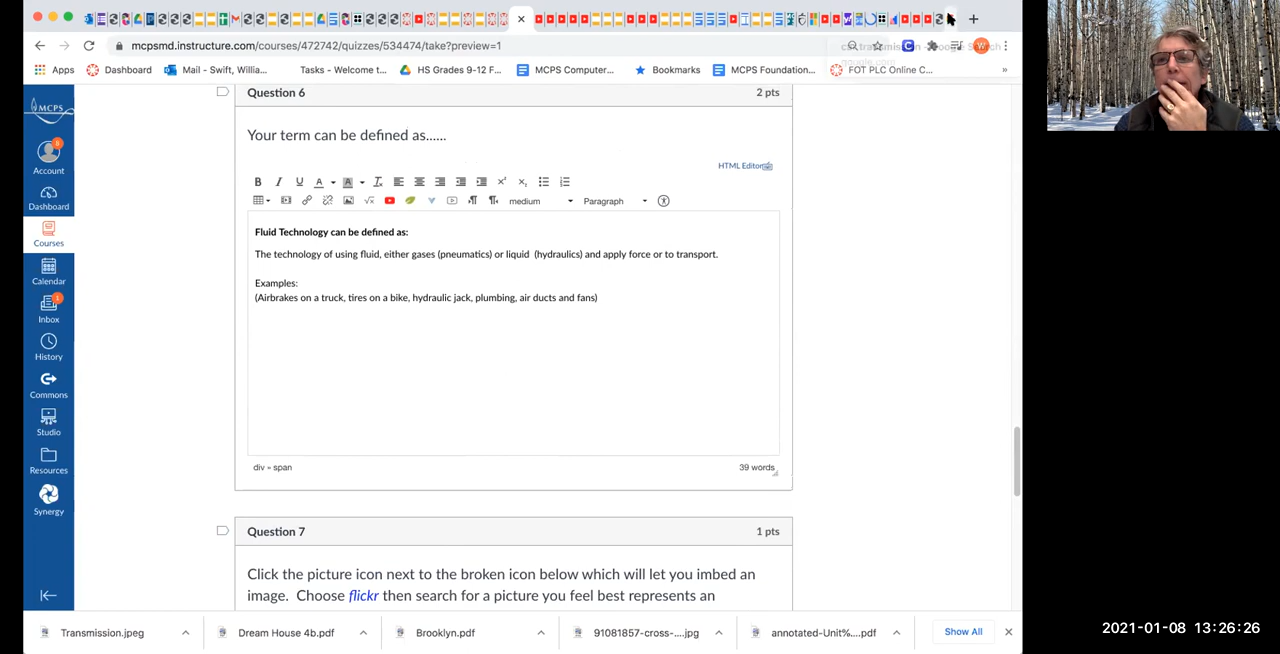 mcpsmd.instructure.com/courses/472742/quizzes/534474/take?preview=1
Apps
Dashboard
Mail - Swift, Willia...
Tasks - Welcome t...
HS Grades 9-12 F...
MCPS Computer...
Bookmarks
MCPS Foundation...
FOT PLC Online C...
»
MCPS
8
Account
Dashboard
Courses
Calendar
1
Inbox
History
Commons
Studio
Resources
Synergy
Question 6
2 pts
Your term can be defined as......
HTML Editor
medium
Paragraph
Fluid Technology can be defined as:
The technology of using fluid, either gases (pneumatics) or liquid (hydraulics) and apply force or to transport.
Examples:
(Airbrakes on a truck, tires on a bike, hydraulic jack, plumbing, air ducts and fans)
div » span
39 words
Question 7
1 pts
Click the picture icon next to the broken icon below which will let you imbed an
image. Choose flickr then search for a picture you feel best represents an
Transmission.jpeg
Dream House 4b.pdf
Brooklyn.pdf
91081857-cross-....jpg
annotated-Unit%....pdf
Show All
2021-01-08 13:26:26